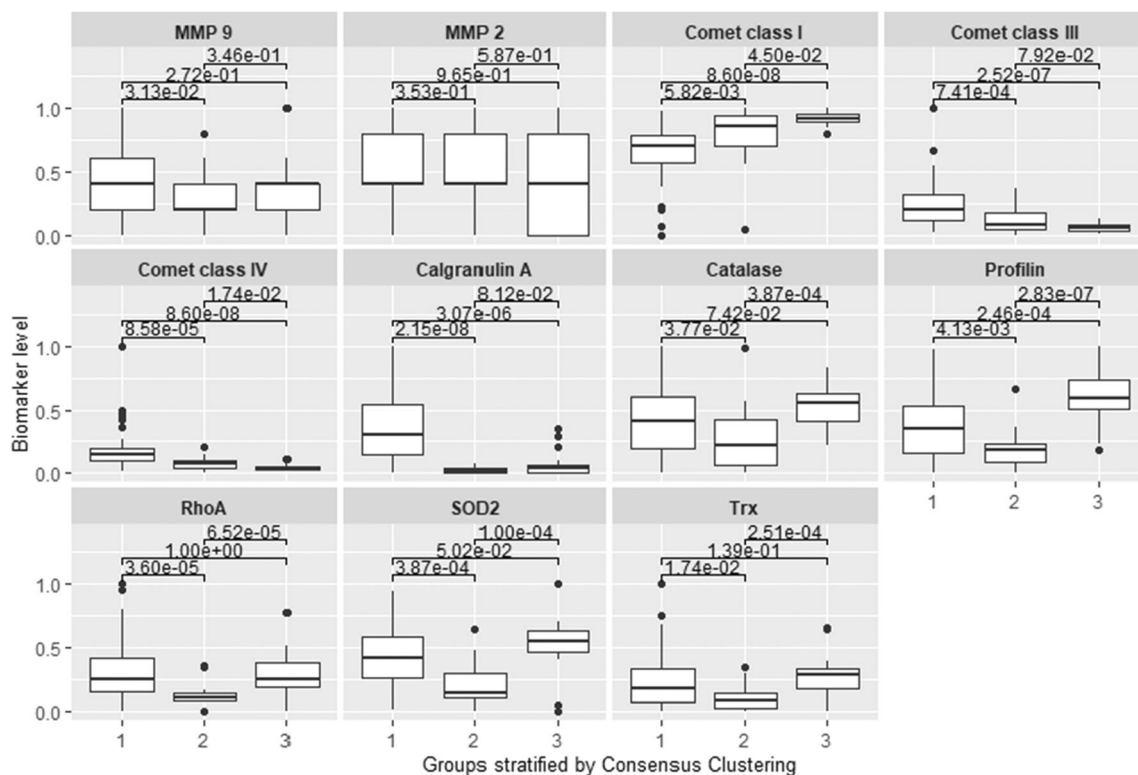 MMP 9 MMP 2 Comet class I Comet class III
3.46e-01 5.87e-01 4.50e-02 7.92e-02
2.72e-01 9.65e-01 8.60e-08 2.52e-07
3.13e-02 3.53e-01 5.82e-03 7.41e-04
1.0
0.5
0.0
Comet class IV Calgranulin A Catalase Profilin
1.74e-02 8.12e-02 3.87e-04 2.83e-07
8.60e-08 3.07e-06 7.42e-02 2.46e-04
8.58e-05 2.15e-08 3.77e-02 4.13e-03
1.0
0.5
0.0
Biomarker level
1 2 3
RhoA SOD2 Trx
6.52e-05 1.00e-04 2.51e-04
1.00e+00 5.02e-02 1.39e-01
3.60e-05 3.87e-04 1.74e-02
1.0
0.5
0.0
1 2 3 1 2 3 1 2 3
Groups stratified by Consensus Clustering